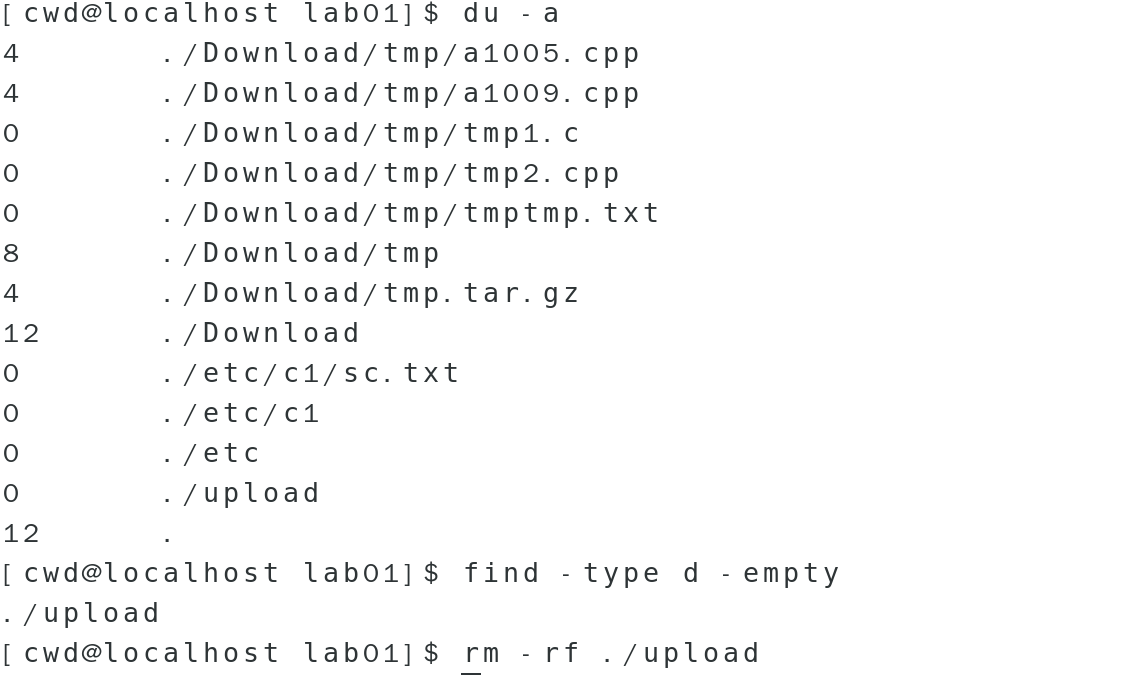 [cwd@localhost lab01]$ du -a
4 ./Download/tmp/a1005.cpp
4 ./Download/tmp/a1009.cpp
0 ./Download/tmp/tmp1.c
0 ./Download/tmp/tmp2.cpp
0 ./Download/tmp/tmptmp.txt
8 ./Download/tmp
4 ./Download/tmp.tar.gz
12 ./Download
0 ./etc/c1/sc.txt
0 ./etc/c1
0 ./etc
0 ./upload
12 .
[cwd@localhost lab01]$ find -type d -empty
./upload
[cwd@localhost lab01]$ rm -rf ./upload